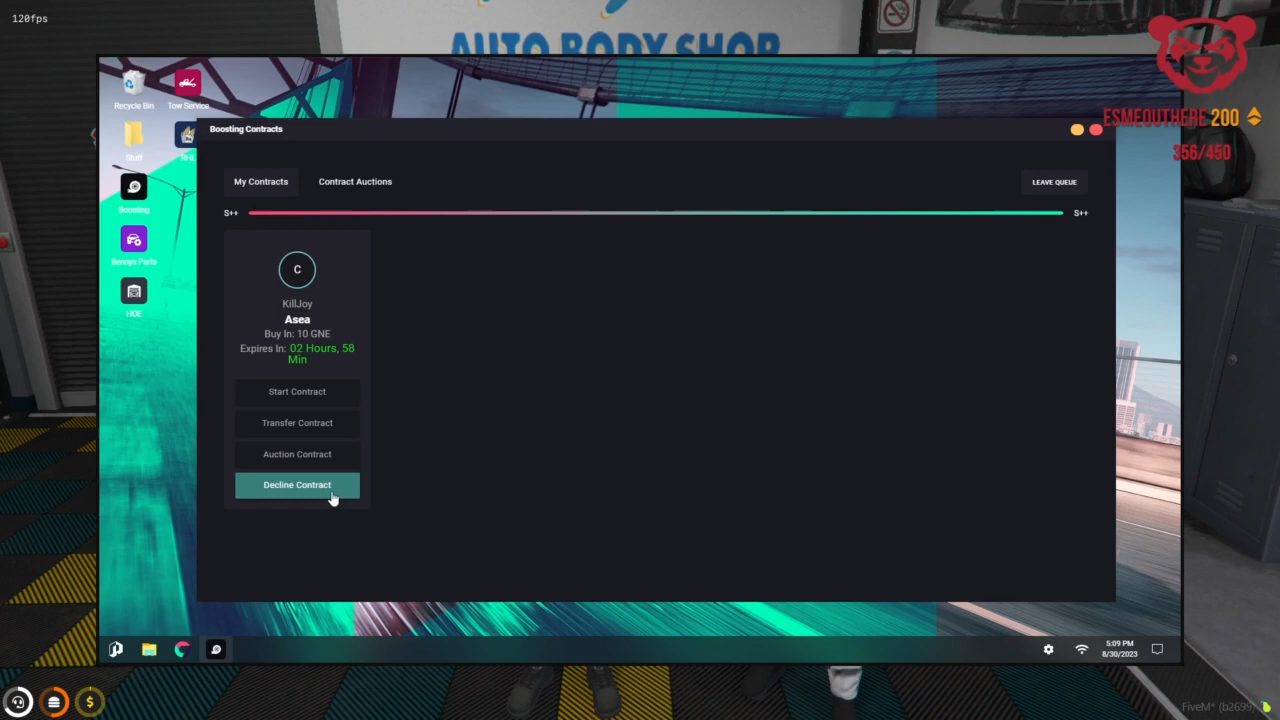 120fps
AUTO BODY SHOP
ESMEOUTHERE 200
356/450
Recycle Bin
Tow Service
Stuff
RHL
Boosting
Bennys Parts
HOE
Boosting Contracts
My Contracts
Contract Auctions
LEAVE QUEUE
S++
S++
C
KillJoy
Asea
Buy In: 10 GNE
Expires In: 02 Hours, 58
Min
Start Contract
Transfer Contract
Auction Contract
Decline Contract
5:09 PM
8/30/2023
FiveM* (b2699)